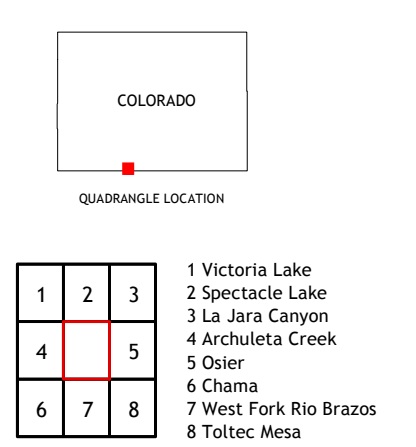 COLORADO
QUADRANGLE LOCATION
1 2 3
4 5
6 7 8
1 Victoria Lake
2 Spectacle Lake
3 La Jara Canyon
4 Archuleta Creek
5 Osier
6 Chama
7 West Fork Rio Brazos
8 Toltec Mesa